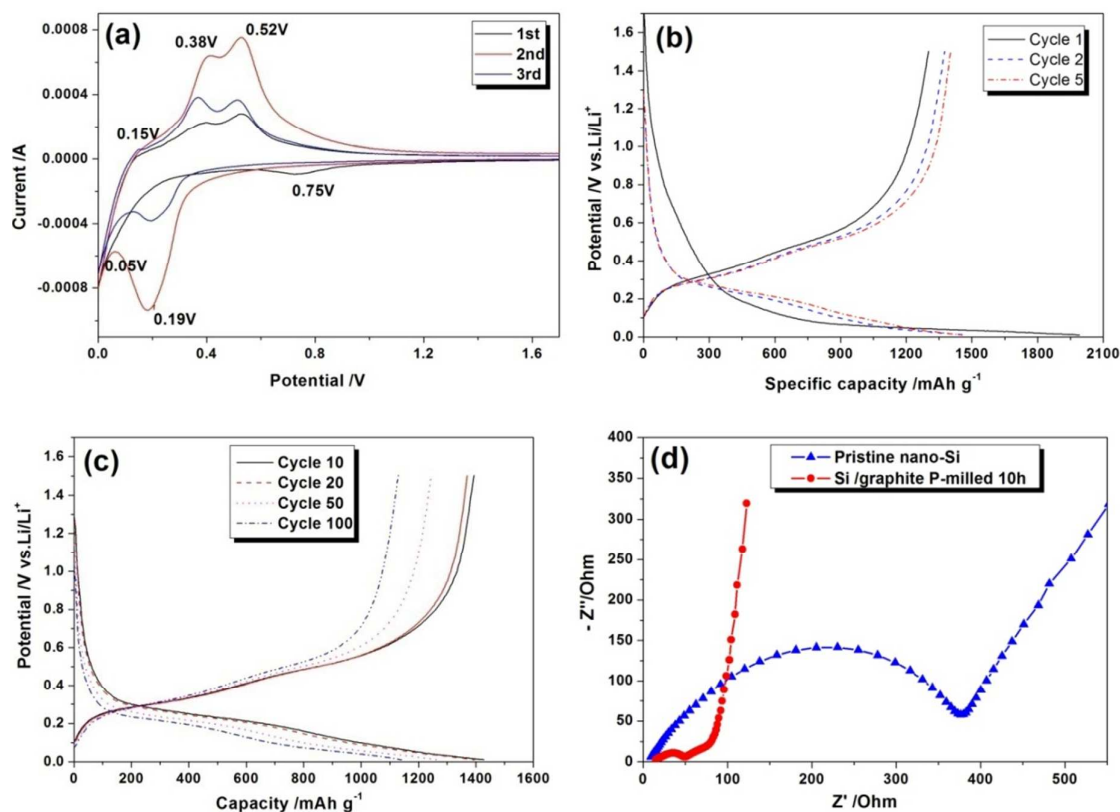 (a)
1st
2nd
3rd
0.38V
0.52V
0.15V
0.75V
0.05V
0.19V
0.0008
0.0004
0.0000
-0.0004
-0.0008
Current /A
0.0 0.4 0.8 1.2 1.6
Potential /V
(b)
Cycle 1
Cycle 2
Cycle 5
1.6
1.4
1.2
1.0
0.8
0.6
0.4
0.2
0.0
Potential /V vs.Li/Li+
0 300 600 900 1200 1500 1800 2100
Specific capacity /mAh g-1
(c)
Cycle 10
Cycle 20
Cycle 50
Cycle 100
1.6
1.4
1.2
1.0
0.8
0.6
0.4
0.2
0.0
Potential /V vs.Li/Li+
0 200 400 600 800 1000 1200 1400 1600
Capacity /mAh g-1
(d)
Pristine nano-Si
Si /graphite P-milled 10h
400
350
300
250
200
150
100
50
0
- Z''/Ohm
0 100 200 300 400 500
Z' /Ohm